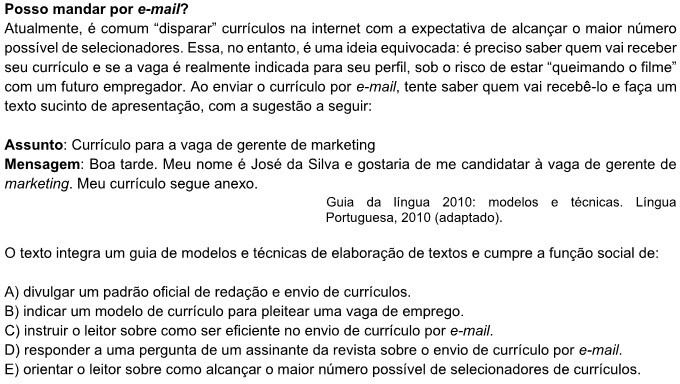 Posso mandar por e-mail?
Atualmente, é comum “disparar” currículos na internet com a expectativa de alcançar o maior número
possível de selecionadores. Essa, no entanto, é uma ideia equivocada: é preciso saber quem vai receber
seu currículo e se a vaga é realmente indicada para seu perfil, sob o risco de estar “queimando o filme”
com um futuro empregador. Ao enviar o currículo por e-mail, tente saber quem vai recebê-lo e faça um
texto sucinto de apresentação, com a sugestão a seguir:
Assunto: Currículo para a vaga de gerente de marketing
Mensagem: Boa tarde. Meu nome é José da Silva e gostaria de me candidatar à vaga de gerente de
marketing. Meu currículo segue anexo.
Guia da língua 2010: modelos e técnicas. Língua
Portuguesa, 2010 (adaptado).
O texto integra um guia de modelos e técnicas de elaboração de textos e cumpre a função social de:
A) divulgar um padrão oficial de redação e envio de currículos.
B) indicar um modelo de currículo para pleitear uma vaga de emprego.
C) instruir o leitor sobre como ser eficiente no envio de currículo por e-mail.
D) responder a uma pergunta de um assinante da revista sobre o envio de currículo por e-mail.
E) orientar o leitor sobre como alcançar o maior número possível de selecionadores de currículos.